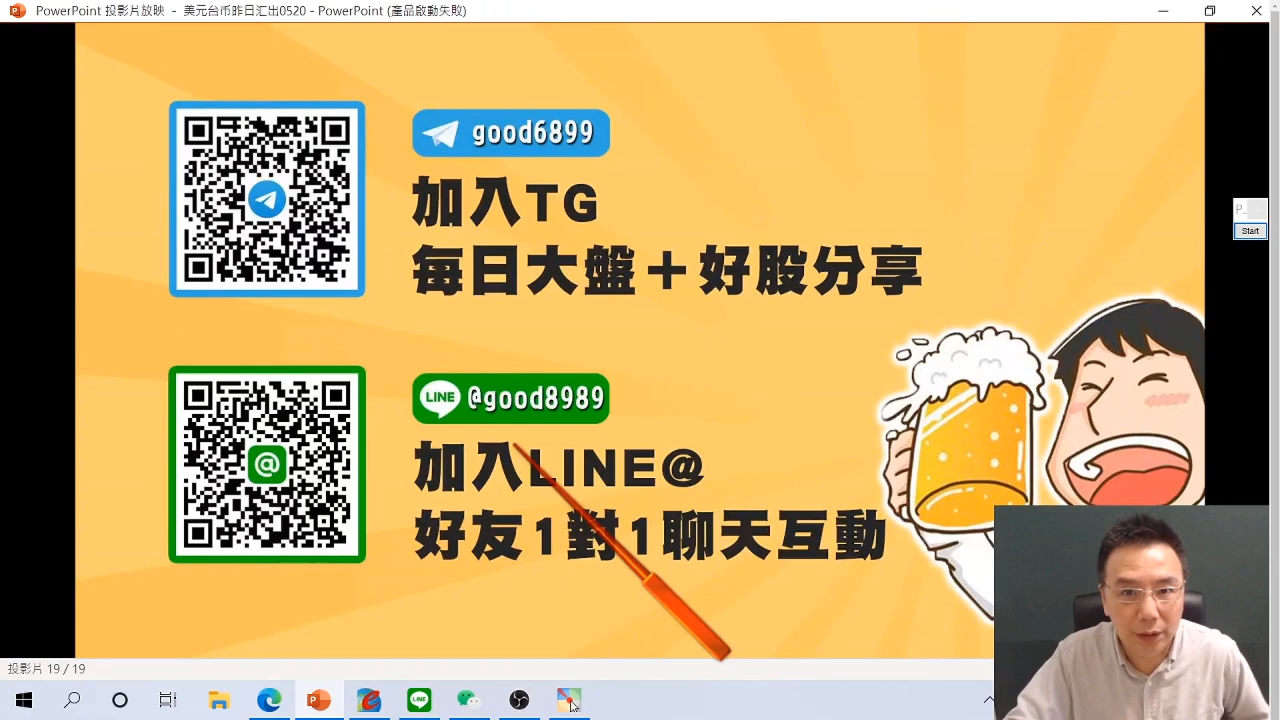 PowerPoint 投影片放映 - 美元台币昨日汇出0520 - PowerPoint (產品啟動失敗)
good6899
加入TG
每日大盤＋好股分享
P..
Start
LINE @good8989
加入LINE@
好友1對1聊天互動
投影片 19 / 19